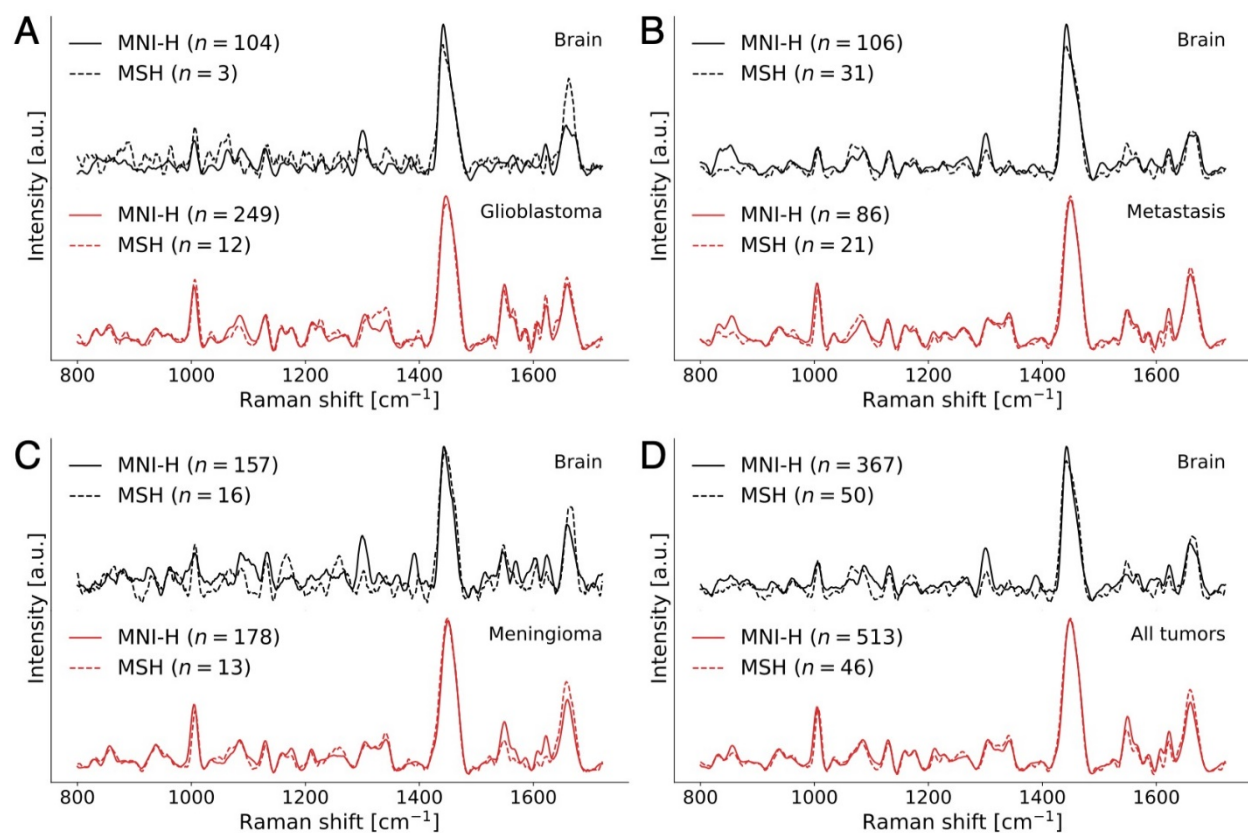 A
MNI-H (n = 104)
MSH (n = 3)
Brain
MNI-H (n = 249)
MSH (n = 12)
Glioblastoma
Intensity [a.u.]
800 1000 1200 1400 1600
Raman shift [cm⁻¹]
B
MNI-H (n = 106)
MSH (n = 31)
Brain
MNI-H (n = 86)
MSH (n = 21)
Metastasis
Intensity [a.u.]
800 1000 1200 1400 1600
Raman shift [cm⁻¹]
C
MNI-H (n = 157)
MSH (n = 16)
Brain
MNI-H (n = 178)
MSH (n = 13)
Meningioma
Intensity [a.u.]
800 1000 1200 1400 1600
Raman shift [cm⁻¹]
D
MNI-H (n = 367)
MSH (n = 50)
Brain
MNI-H (n = 513)
MSH (n = 46)
All tumors
Intensity [a.u.]
800 1000 1200 1400 1600
Raman shift [cm⁻¹]